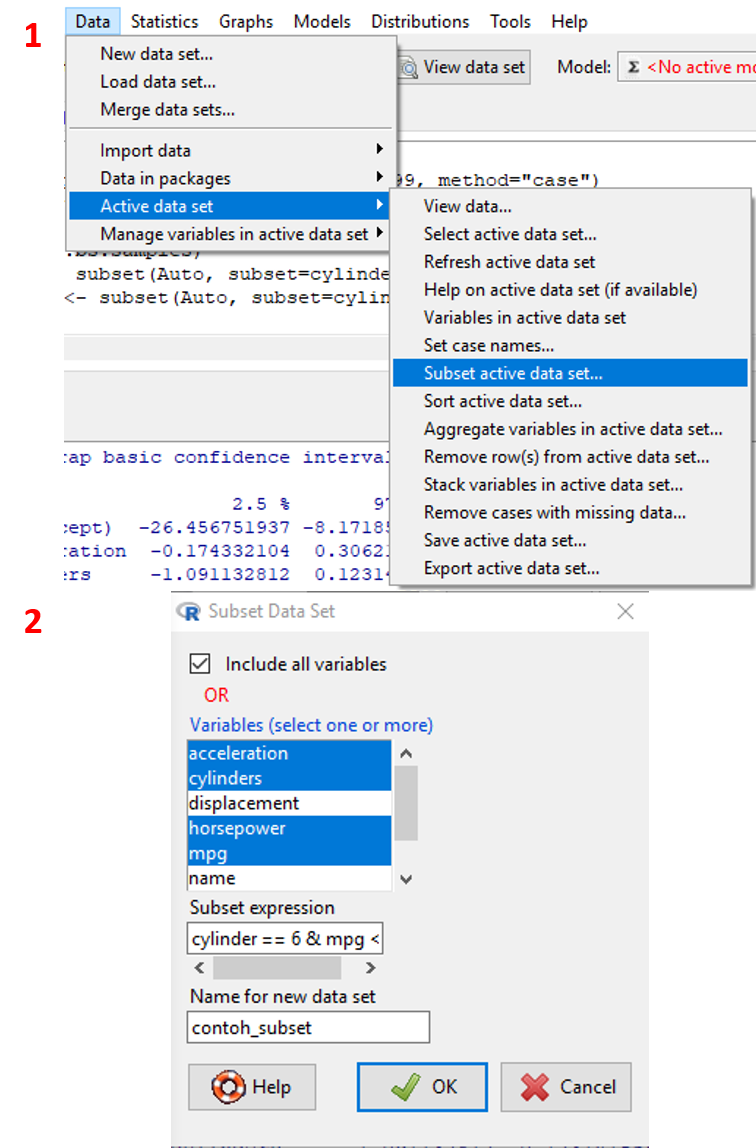 1
Data Statistics Graphs Models Distributions Tools Help
New data set...
Load data set...
Merge data sets...
Import data
Data in packages
Active data set
Manage variables in active data set
View data set Model: Σ <No active mo
99, method="case")
.bs.samples)
subset(Auto, subset=cylinde
<- subset(Auto, subset=cylin
View data...
Select active data set...
Refresh active data set
Help on active data set (if available)
Variables in active data set
Set case names...
Subset active data set...
Sort active data set...
Aggregate variables in active data set...
Remove row(s) from active data set...
Stack variables in active data set...
Remove cases with missing data...
Save active data set...
Export active data set...
rap basic confidence interval
2.5 % 97
cept) -26.456751937 -8.1718
ration -0.174332104 0.3062
ers -1.091132812 0.1231
2
R Subset Data Set
Include all variables
OR
Variables (select one or more)
acceleration
cylinders
displacement
horsepower
mpg
name
Subset expression
cylinder == 6 & mpg <
Name for new data set
contoh_subset
Help OK Cancel